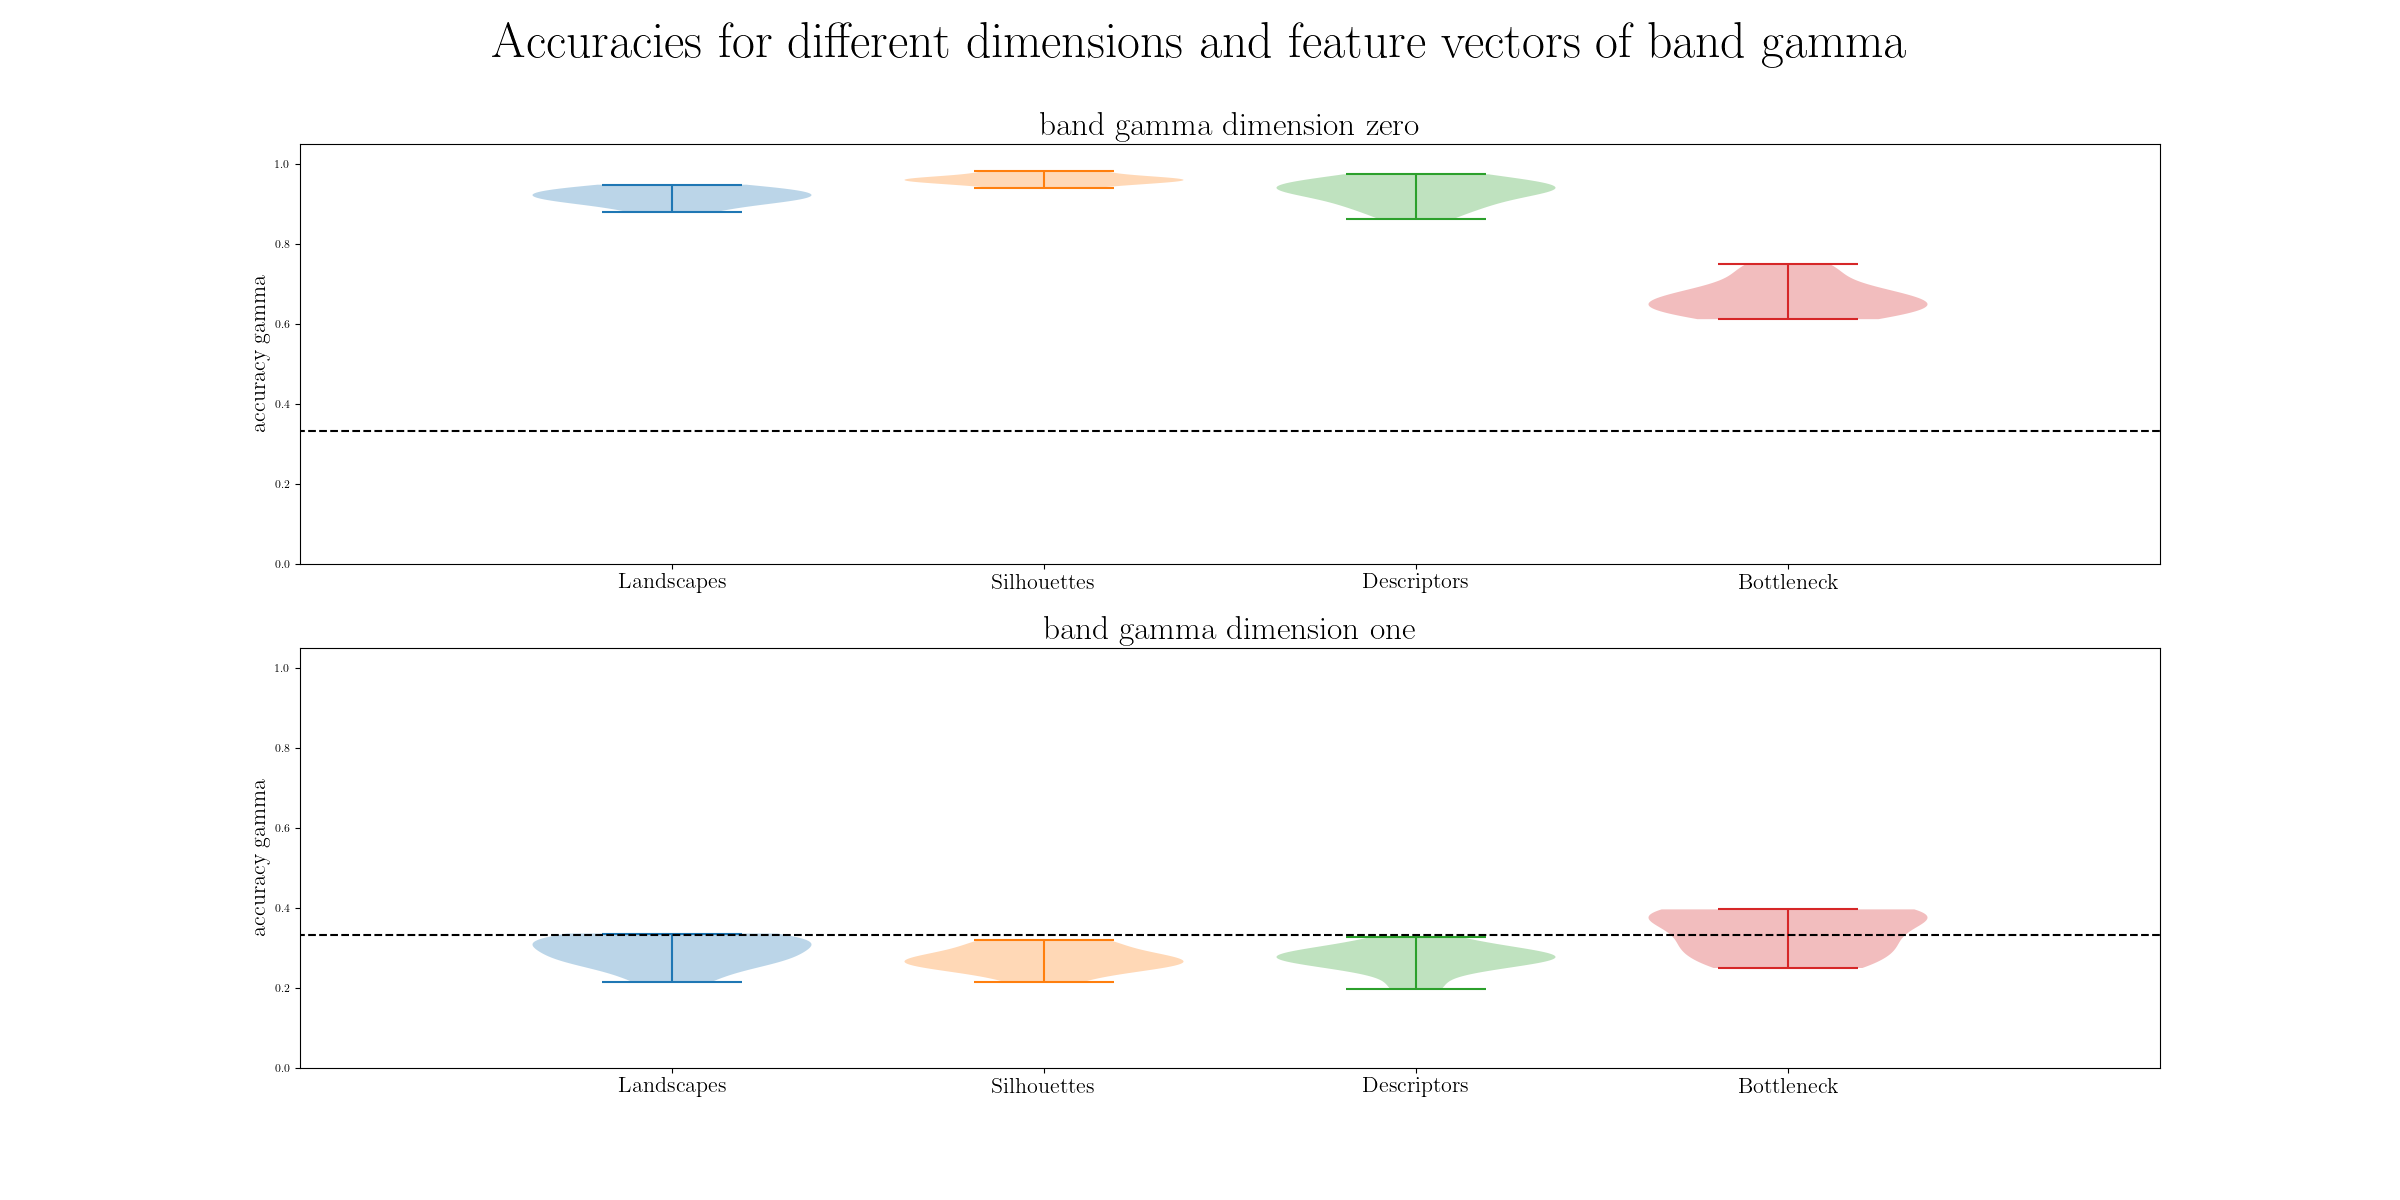 Accuracies for different dimensions and feature vectors of band gamma
band gamma dimension zero
accuracy gamma
1.0
0.8
0.6
0.4
0.2
0.0
Landscapes Silhouettes Descriptors Bottleneck
band gamma dimension one
accuracy gamma
1.0
0.8
0.6
0.4
0.2
0.0
Landscapes Silhouettes Descriptors Bottleneck